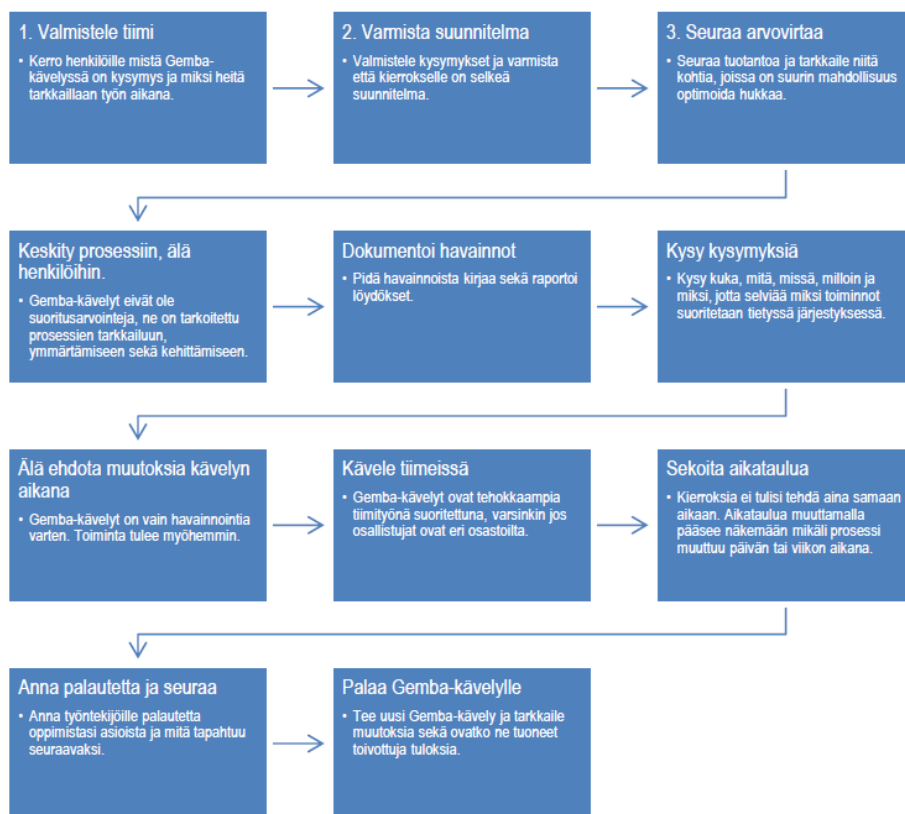 1. Valmistele tiimi
• Kerro henkilöille mistä Gemba-
kävelyssä on kysymys ja miksi heitä
tarkkaillaan työn aikana.
2. Varmista suunnitelma
• Valmistele kysymykset ja varmista
että kierrokselle on selkeä
suunnitelma.
3. Seuraa arvovirtaa
• Seuraa tuotantoa ja tarkkaile niitä
kohtia, joissa on suurin mahdollisuus
optimoida hukkaa.
Keskity prosessiin, älä
henkilöihin.
• Gemba-kävelyt eivät ole
suoritusarvointeja, ne on tarkoitettu
prosessien tarkkailuun,
ymmärtämiseen sekä kehittämiseen.
Dokumentoi havainnot
• Pidä havainnoista kirjaa sekä raportoi
löydökset.
Kysy kysymyksiä
• Kysy kuka, mitä, missä, milloin ja
miksi, jotta selviää miksi toiminnot
suoritetaan tietyssä järjestyksessä.
Älä ehdota muutoksia kävelyn
aikana
• Gemba-kävelyt on vain havainnointia
varten. Toiminta tulee myöhemmin.
Kävele tiimeissä
• Gemba-kävelyt ovat tehokkaampia
tiimityönä suoritettuna, varsinkin jos
osallistujat ovat eri osastoilta.
Sekoita aikataulua
• Kierroksia ei tulisi tehdä aina samaan
aikaan. Aikataulua muuttamalla
pääsee näkemään mikäli prosessi
muuttuu päivän tai viikon aikana.
Anna palautetta ja seuraa
• Anna työntekijöille palautetta
oppimistasi asioista ja mitä tapahtuu
seuraavaksi.
Palaa Gemba-kävelylle
• Tee uusi Gemba-kävely ja tarkkaile
muutoksia sekä ovatko ne tuoneet
toivottuja tuloksia.